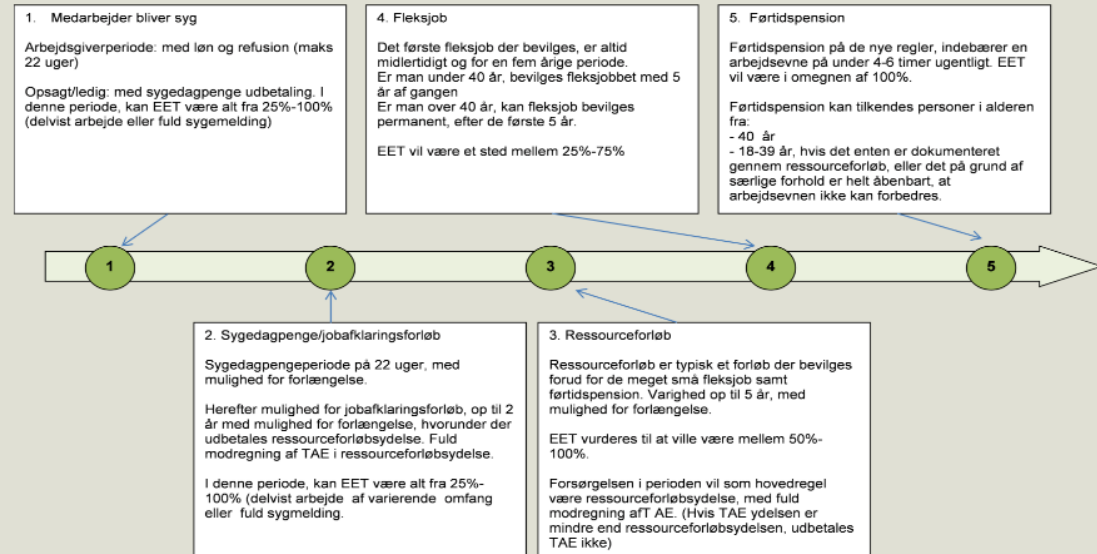 1. Medarbejder bliver syg
Arbejdsgiverperiode: med løn og refusion (maks
22 uger)
Opsagt/ledig: med sygedagpenge udbetaling. I
denne periode, kan EET være alt fra 25%-100%
(delvist arbejde eller fuld sygemelding)
4. Fleksjob
Det første fleksjob der bevilges, er altid
midlertidigt og for en fem årige periode.
Er man under 40 år, bevilges fleksjobbet med 5
år af gangen
Er man over 40 år, kan fleksjob bevilges
permanent, efter de første 5 år.
EET vil være et sted mellem 25%-75%
5. Førtidspension
Førtidspension på de nye regler, indebærer en
arbejdsevne på under 4-6 timer ugentligt. EET
vil være i omegnen af 100%.
Førtidspension kan tilkendes personer i alderen
fra:
- 40 år
- 18-39 år, hvis det enten er dokumenteret
gennem ressourceforløb, eller det på grund af
særlige forhold er helt åbenbart, at
arbejdsevnen ikke kan forbedres.
1
2
3
4
5
2. Sygedagpenge/jobafklaringsforløb
Sygedagpengeperiode på 22 uger, med
mulighed for forlængelse.
Herefter mulighed for jobafklaringsforløb, op til 2
år med mulighed for forlængelse, hvorunder der
udbetales ressourceforløbsydelse. Fuld
modregning af TAE i ressourceforløbsydelse.
I denne periode, kan EET være alt fra 25%-
100% (delvist arbejde af varierende omfang
eller fuld sygmelding.
3. Ressourceforløb
Ressourceforløb er typisk et forløb der bevilges
forud for de meget små fleksjob samt
førtidspension. Varighed op til 5 år, med
mulighed for forlængelse.
EET vurderes til at ville være mellem 50%-
100%.
Forsørgelsen i perioden vil som hovedregel
være ressourceforløbsydelse, med fuld
modregning afT AE. (Hvis TAE ydelsen er
mindre end ressourceforløbsydelsen, udbetales
TAE ikke)